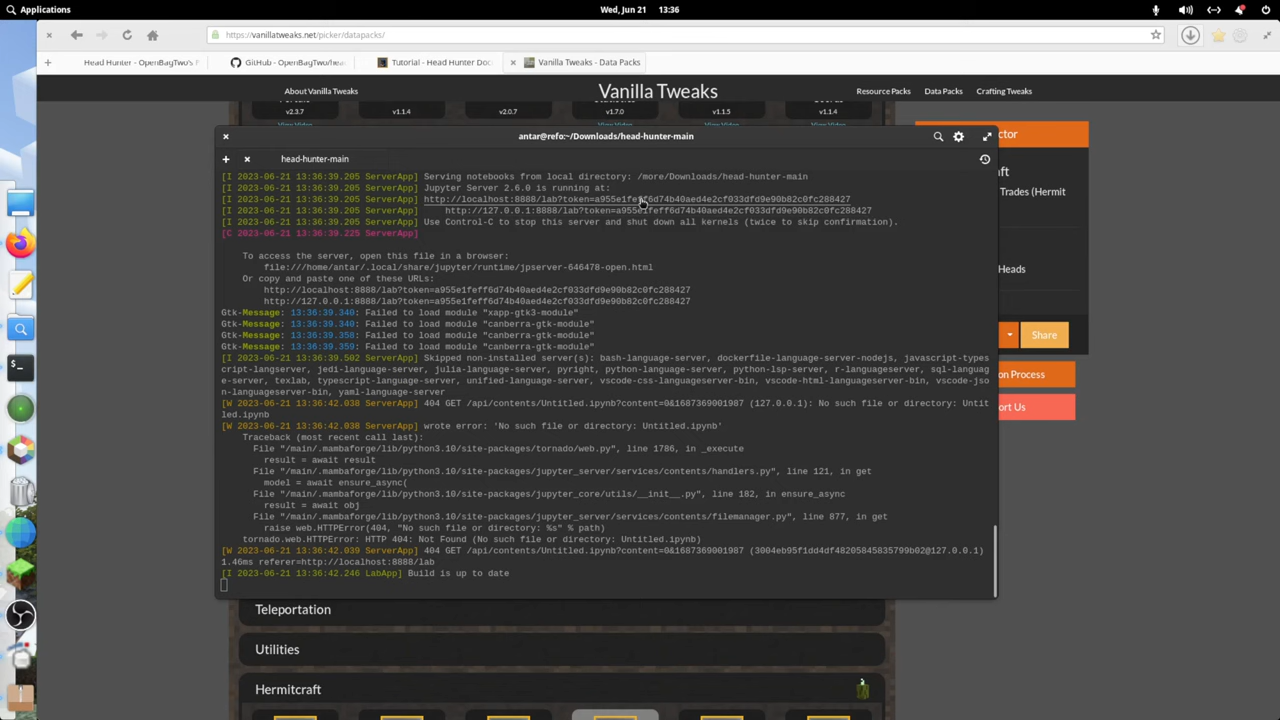 Applications
Wed, Jun 21 13:36
https://vanillatweaks.net/picker/datapacks/
Head Hunter - OpenBagTwo's
GitHub - OpenBagTwo/hea
Tutorial - Head Hunter Doc
Vanilla Tweaks - Data Packs
About Vanilla Tweaks
Vanilla Tweaks
Resource Packs
Data Packs
Crafting Tweaks
v2.3.7
v1.1.4
v2.0.7
v1.7.0
v1.1.5
v1.1.4
antar@refo:~/Downloads/head-hunter-main
head-hunter-main
[I 2023-06-21 13:36:39.205 ServerApp] Serving notebooks from local directory: /more/Downloads/head-hunter-main
[I 2023-06-21 13:36:39.205 ServerApp] Jupyter Server 2.6.0 is running at:
[I 2023-06-21 13:36:39.205 ServerApp] http://localhost:8888/lab?token=a955e1feff6d74b40aed4e2cf033dfd9e90b82c0fc288427
[I 2023-06-21 13:36:39.205 ServerApp]     http://127.0.0.1:8888/lab?token=a955e1feff6d74b40aed4e2cf033dfd9e90b82c0fc288427
[I 2023-06-21 13:36:39.205 ServerApp] Use Control-C to stop this server and shut down all kernels (twice to skip confirmation).
[C 2023-06-21 13:36:39.225 ServerApp]
To access the server, open this file in a browser:
file:///home/antar/.local/share/jupyter/runtime/jpserver-646478-open.html
Or copy and paste one of these URLs:
http://localhost:8888/lab?token=a955e1feff6d74b40aed4e2cf033dfd9e90b82c0fc288427
http://127.0.0.1:8888/lab?token=a955e1feff6d74b40aed4e2cf033dfd9e90b82c0fc288427
Gtk-Message: 13:36:39.340: Failed to load module "xapp-gtk3-module"
Gtk-Message: 13:36:39.340: Failed to load module "canberra-gtk-module"
Gtk-Message: 13:36:39.358: Failed to load module "canberra-gtk-module"
Gtk-Message: 13:36:39.359: Failed to load module "canberra-gtk-module"
[I 2023-06-21 13:36:39.502 ServerApp] Skipped non-installed server(s): bash-language-server, dockerfile-language-server-nodejs, javascript-types
cript-langserver, jedi-language-server, julia-language-server, pyright, python-language-server, python-lsp-server, r-languageserver, sql-languag
e-server, texlab, typescript-language-server, unified-language-server, vscode-css-languageserver-bin, vscode-html-languageserver-bin, vscode-jso
n-languageserver-bin, yaml-language-server
[W 2023-06-21 13:36:42.038 ServerApp] 404 GET /api/contents/Untitled.ipynb?content=0&1687369001987 (127.0.0.1): No such file or directory: Untit
led.ipynb
[W 2023-06-21 13:36:42.038 ServerApp] wrote error: 'No such file or directory: Untitled.ipynb'
Traceback (most recent call last):
File "/main/.mambaforge/lib/python3.10/site-packages/tornado/web.py", line 1786, in _execute
result = await result
File "/main/.mambaforge/lib/python3.10/site-packages/jupyter_server/services/contents/handlers.py", line 121, in get
model = await ensure_async(
File "/main/.mambaforge/lib/python3.10/site-packages/jupyter_core/utils/__init__.py", line 182, in ensure_async
result = await obj
File "/main/.mambaforge/lib/python3.10/site-packages/jupyter_server/services/contents/filemanager.py", line 877, in get
raise web.HTTPError(404, "No such file or directory: %s" % path)
tornado.web.HTTPError: HTTP 404: Not Found (No such file or directory: Untitled.ipynb)
[W 2023-06-21 13:36:42.039 ServerApp] 404 GET /api/contents/Untitled.ipynb?content=0&1687369001987 (3004eb95f1dd4df48205845835799b02@127.0.0.1)
1.46ms referer=http://localhost:8888/lab
[I 2023-06-21 13:36:42.246 LabApp] Build is up to date
ctor
ft
Trades (Hermit
Heads
Share
on Process
ort Us
Teleportation
Utilities
Hermitcraft